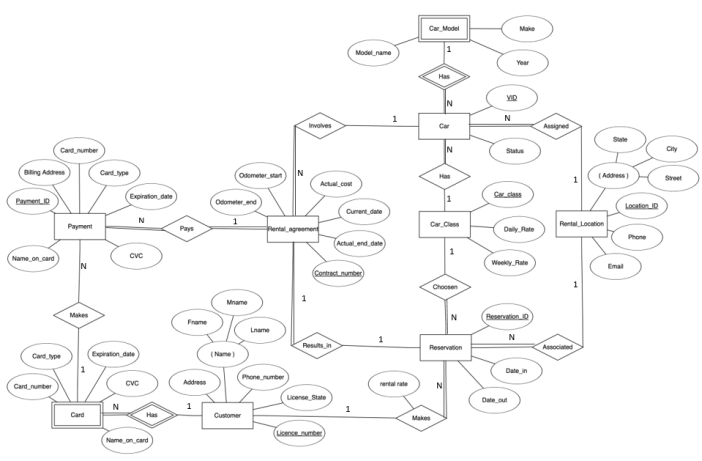 Car_Model
Make
Model_name
Year
1
Has
N
VID
Involves
1
Car
N
Assigned
N
Status
State
City
( Address )
Street
Card_number
Billing Address
Card_type
Payment_ID
Expiration_date
Payment
Name_on_card
CVC
N
Pays
1
Odometer_start
Actual_cost
Odometer_end
N
Current_date
Rental_agreement
Actual_end_date
Contract_number
Has
1
1
Car_class
Car_Class
Daily_Rate
Weekly_Rate
1
Location_ID
Rental_Location
Phone
Email
N
1
1
Choosen
Makes
Mname
Fname
Lname
( Name )
1
Results_in
1
N
Reservation_ID
Reservation
N
Associated
Date_in
Date_out
Card_type
Expiration_date
1
Card_number
CVC
Card
N
Has
1
Name_on_card
Address
Phone_number
License_State
Customer
Licence_number
1
rental rate
N
Makes